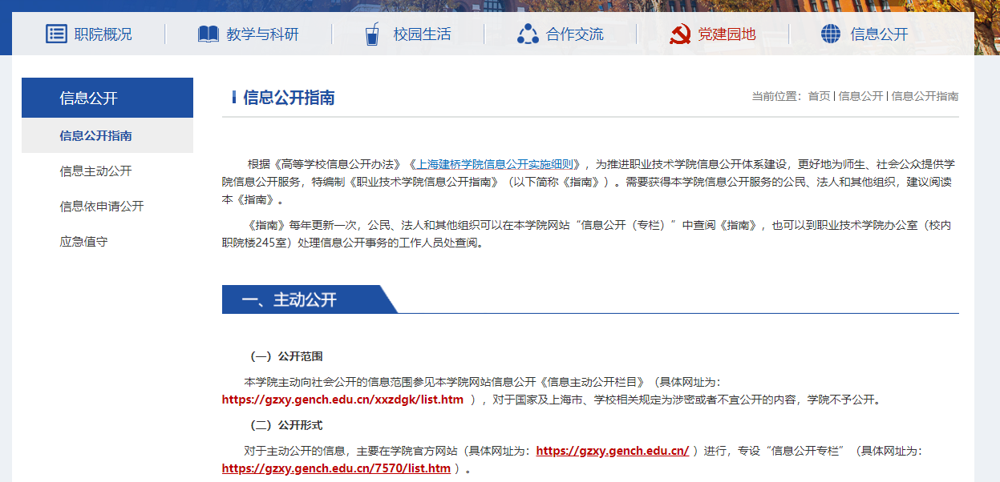 职院概况 教学与科研 校园生活 合作交流 党建园地 信息公开
信息公开
信息公开指南
信息主动公开
信息依申请公开
应急值守
信息公开指南
当前位置：首页 | 信息公开 | 信息公开指南
根据《高等学校信息公开办法》《上海建桥学院信息公开实施细则》，为推进职业技术学院信息公开体系建设，更好地为师生、社会公众提供学
院信息公开服务，特编制《职业技术学院信息公开指南》（以下简称《指南》）。需要获得本学院信息公开服务的公民、法人和其他组织，建议阅读
本《指南》。
《指南》每年更新一次，公民、法人和其他组织可以在本学院网站“信息公开（专栏）”中查阅《指南》，也可以到职业技术学院办公室（校内
职院楼245室）处理信息公开事务的工作人员处查阅。
一、主动公开
（一）公开范围
本学院主动向社会公开的信息范围参见本学院网站信息公开《信息主动公开栏目》（具体网址为：
https://gzxy.gench.edu.cn/xxzdgk/list.htm ），对于国家及上海市、学校相关规定为涉密或者不宜公开的内容，学院不予公开。
（二）公开形式
对于主动公开的信息，主要在学院官方网站（具体网址为：https://gzxy.gench.edu.cn/ ）进行，专设“信息公开专栏”（具体网址为：
https://gzxy.gench.edu.cn/7570/list.htm ）。